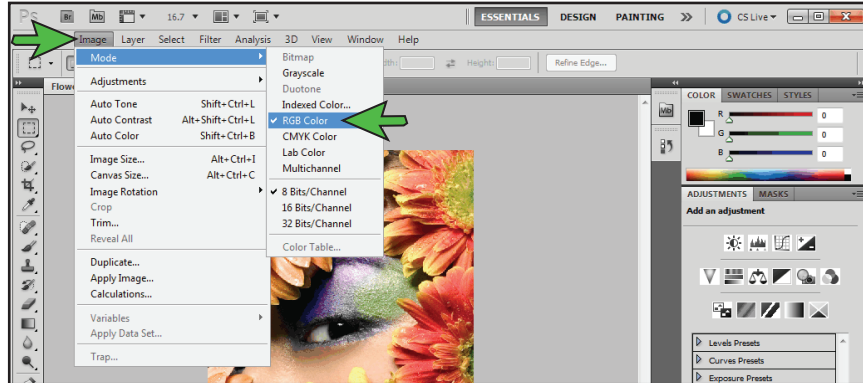 Ps Br Mb 16.7 ESSENTIALS DESIGN PAINTING CS Live
Image Layer Select Filter Analysis 3D View Window Help
Height: Refine Edge...
Mode
Adjustments
Auto Tone Shift+Ctrl+L
Auto Contrast Alt+Shift+Ctrl+L
Auto Color Shift+Ctrl+B
Image Size... Alt+Ctrl+I
Canvas Size... Alt+Ctrl+C
Image Rotation
Crop
Trim...
Reveal All
Duplicate...
Apply Image...
Calculations...
Variables
Apply Data Set...
Trap...
Bitmap
Grayscale
Duotone
Indexed Color...
RGB Color
CMYK Color
Lab Color
Multichannel
8 Bits/Channel
16 Bits/Channel
32 Bits/Channel
Color Table...
COLOR SWATCHES STYLES
R 0
G 0
B 0
Mb
ADJUSTMENTS MASKS
Add an adjustment
Levels Presets
Curves Presets
Exposure Presets